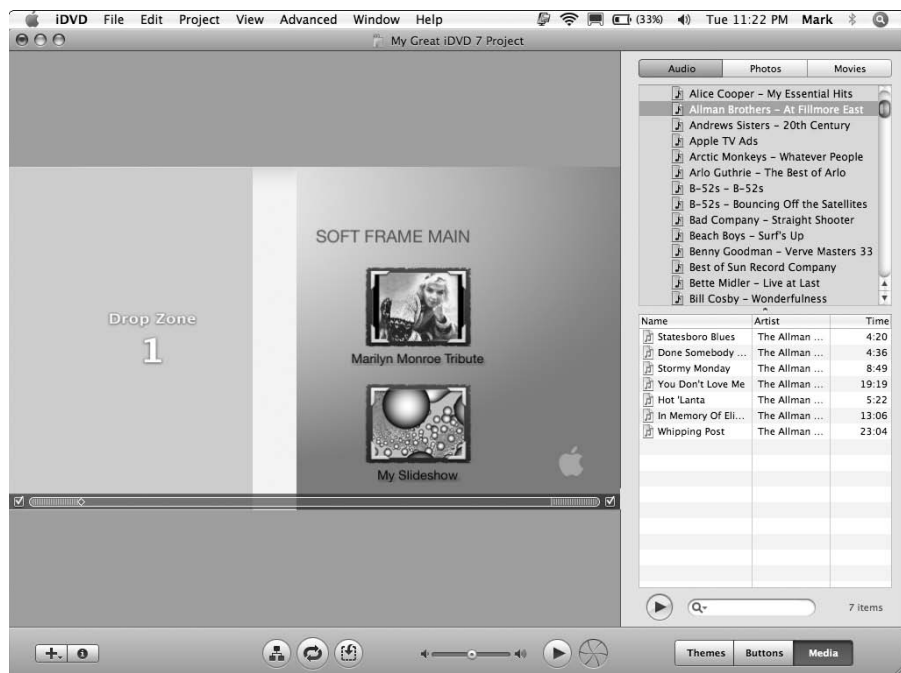 iDVD File Edit Project View Advanced Window Help (33%) Tue 11:22 PM Mark
My Great iDVD 7 Project
Audio Photos Movies
Alice Cooper – My Essential Hits
Allman Brothers – At Fillmore East
Andrews Sisters – 20th Century
Apple TV Ads
Arctic Monkeys – Whatever People
Arlo Guthrie – The Best of Arlo
B-52s – B-52s
B-52s – Bouncing Off the Satellites
Bad Company – Straight Shooter
Beach Boys – Surf's Up
Benny Goodman – Verve Masters 33
Best of Sun Record Company
Bette Midler – Live at Last
Bill Cosby – Wonderfulness
SOFT FRAME MAIN
Drop Zone
1
Marilyn Monroe Tribute
My Slideshow
Name Artist Time
Statesboro Blues The Allman ... 4:20
Done Somebody ... The Allman ... 4:36
Stormy Monday The Allman ... 8:49
You Don't Love Me The Allman ... 19:19
Hot 'Lanta The Allman ... 5:22
In Memory Of Eli... The Allman ... 13:06
Whipping Post The Allman ... 23:04
7 items
Themes Buttons Media